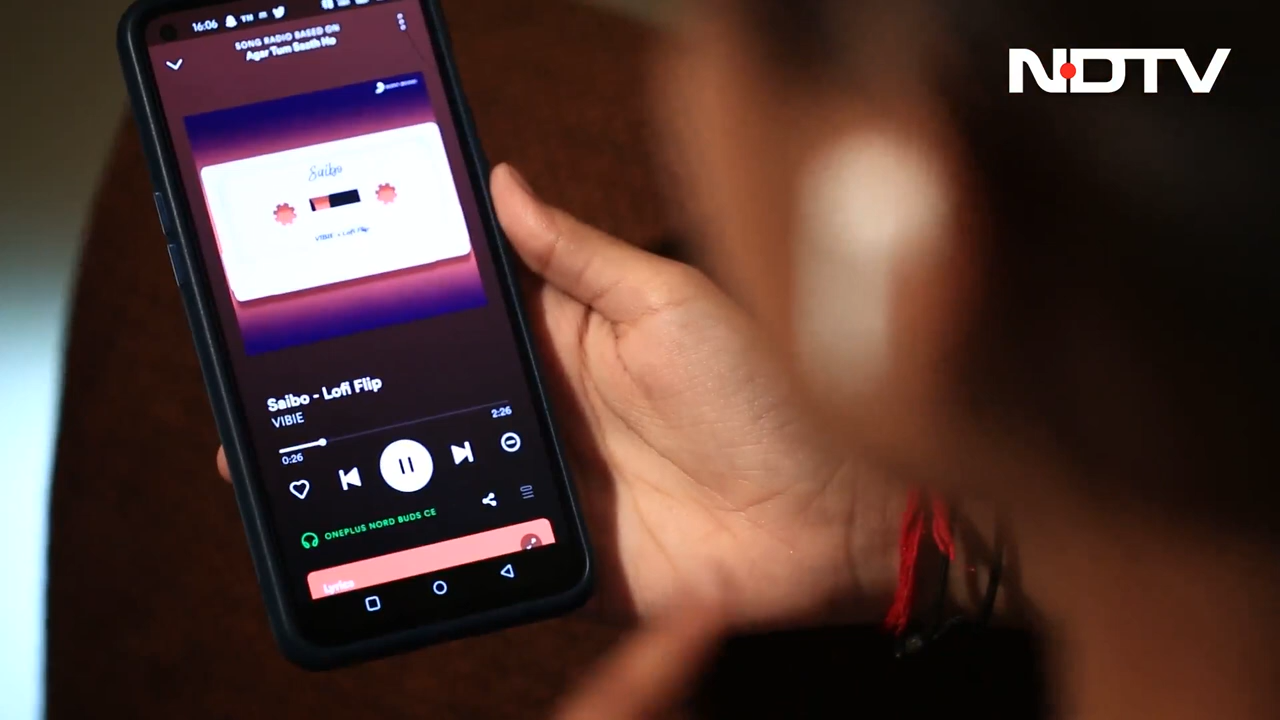 16:06
SONG RADIO BASED ON
Agar Tum Saath Ho
NDTV
Saibo
VIBIE - Lofi Flip
Saibo - Lofi Flip
VIBIE
2:26
0:26
ONEPLUS NORD BUDS CE
Lyrics